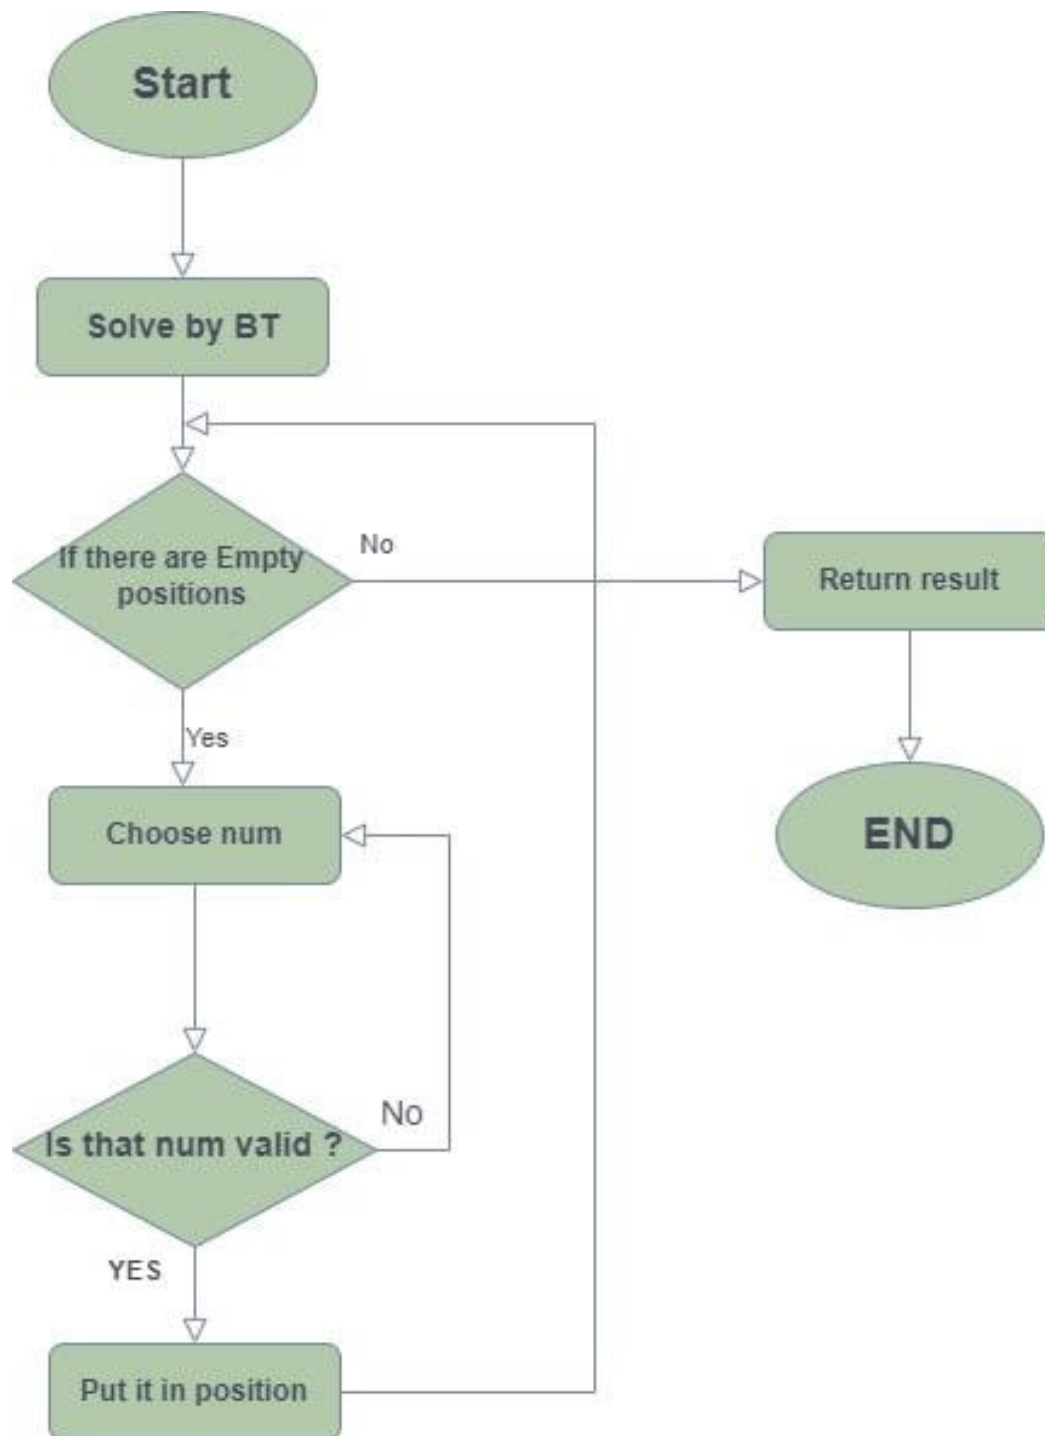 Start
Solve by BT
If there are Empty
positions
No
Return result
Yes
Choose num
END
Is that num valid ?
No
YES
Put it in position